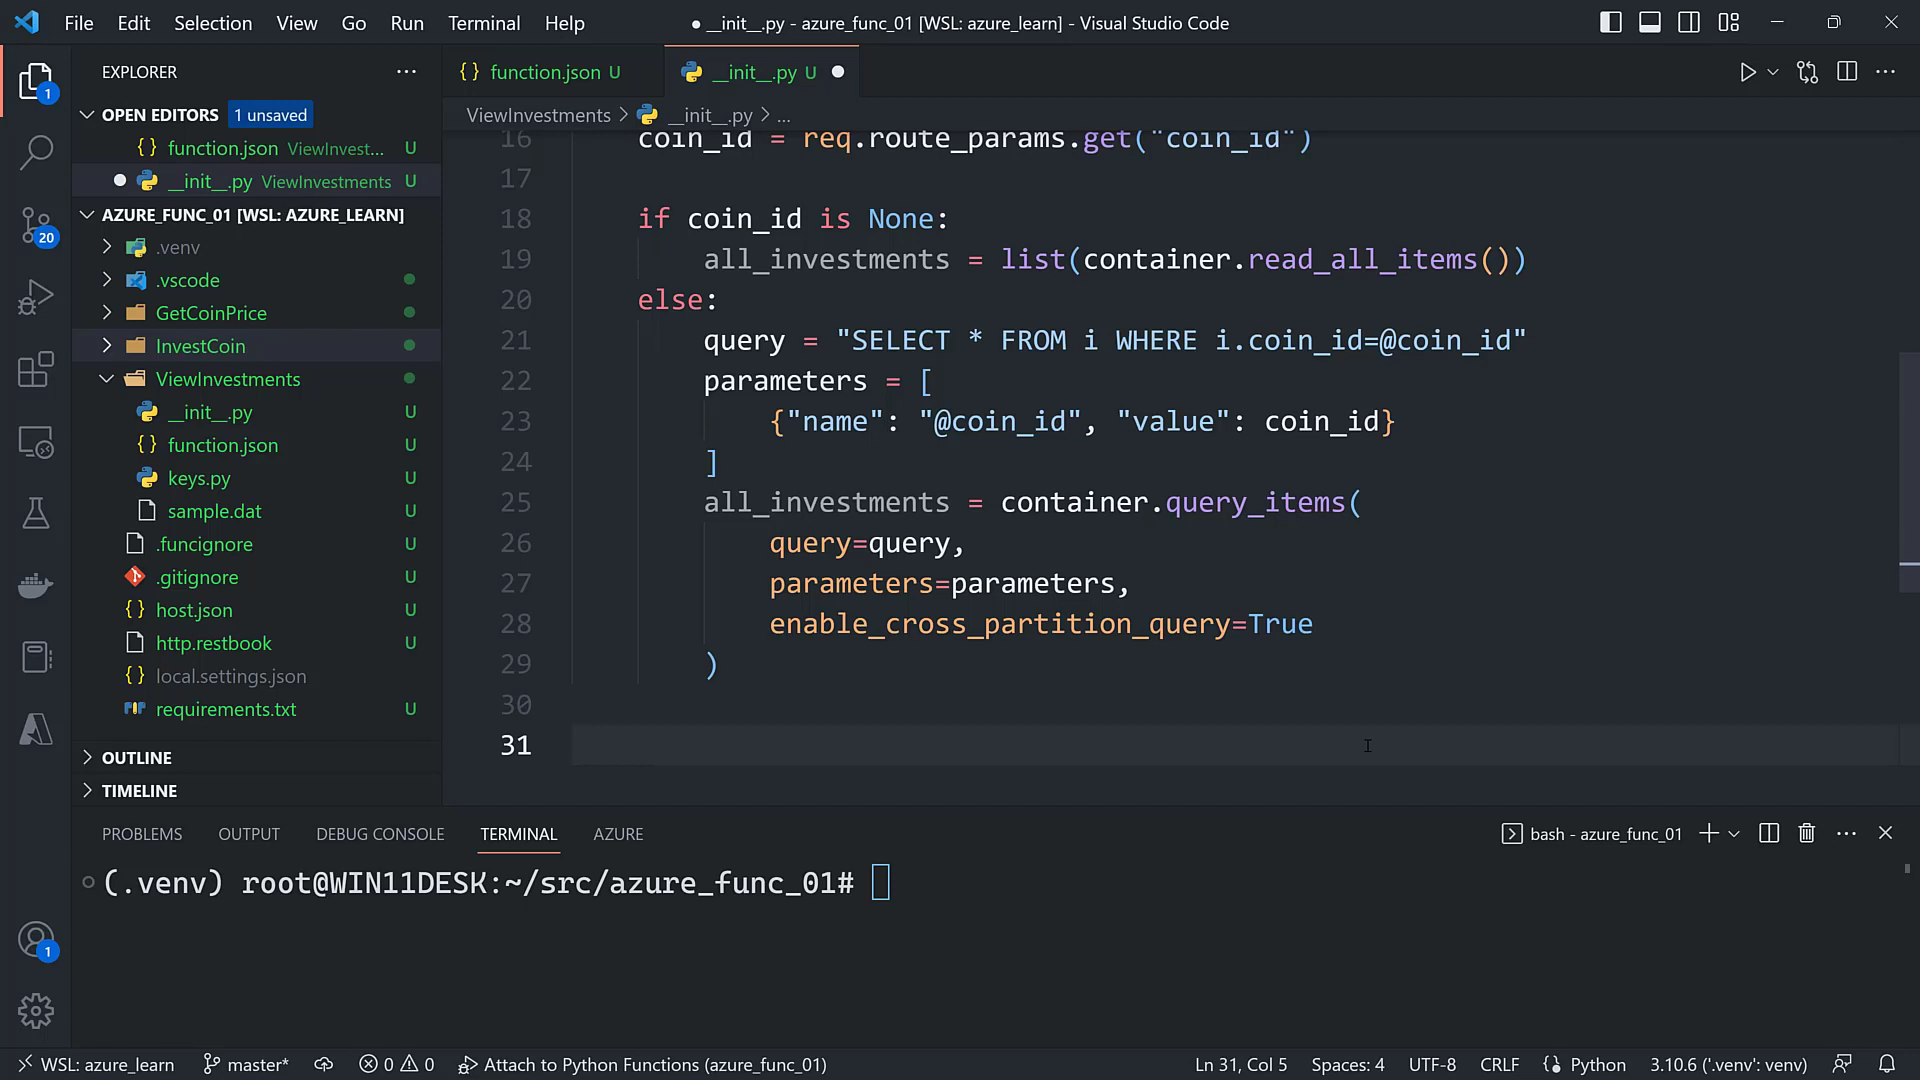 File Edit Selection View Go Run Terminal Help
● __init__.py - azure_func_01 [WSL: azure_learn] - Visual Studio Code
EXPLORER
OPEN EDITORS 1 unsaved
{} function.json ViewInvest... U
__init__.py ViewInvestments U
AZURE_FUNC_01 [WSL: AZURE_LEARN]
.venv
.vscode
GetCoinPrice
InvestCoin
ViewInvestments
__init__.py U
{} function.json U
keys.py U
sample.dat U
.funcignore U
.gitignore U
{} host.json U
http.restbook U
{} local.settings.json
requirements.txt U
OUTLINE
TIMELINE
1
20
1
{} function.json U
__init__.py U
ViewInvestments > __init__.py > ...
16 coin_id = req.route_params.get("coin_id")
17
18 if coin_id is None:
19 all_investments = list(container.read_all_items())
20 else:
21 query = "SELECT * FROM i WHERE i.coin_id=@coin_id"
22 parameters = [
23 {"name": "@coin_id", "value": coin_id}
24 ]
25 all_investments = container.query_items(
26 query=query,
27 parameters=parameters,
28 enable_cross_partition_query=True
29 )
30
31
PROBLEMS OUTPUT DEBUG CONSOLE TERMINAL AZURE
bash - azure_func_01
(.venv) root@WIN11DESK:~/src/azure_func_01#
WSL: azure_learn master* 0 0 Attach to Python Functions (azure_func_01)
Ln 31, Col 5 Spaces: 4 UTF-8 CRLF Python 3.10.6 ('.venv': venv)